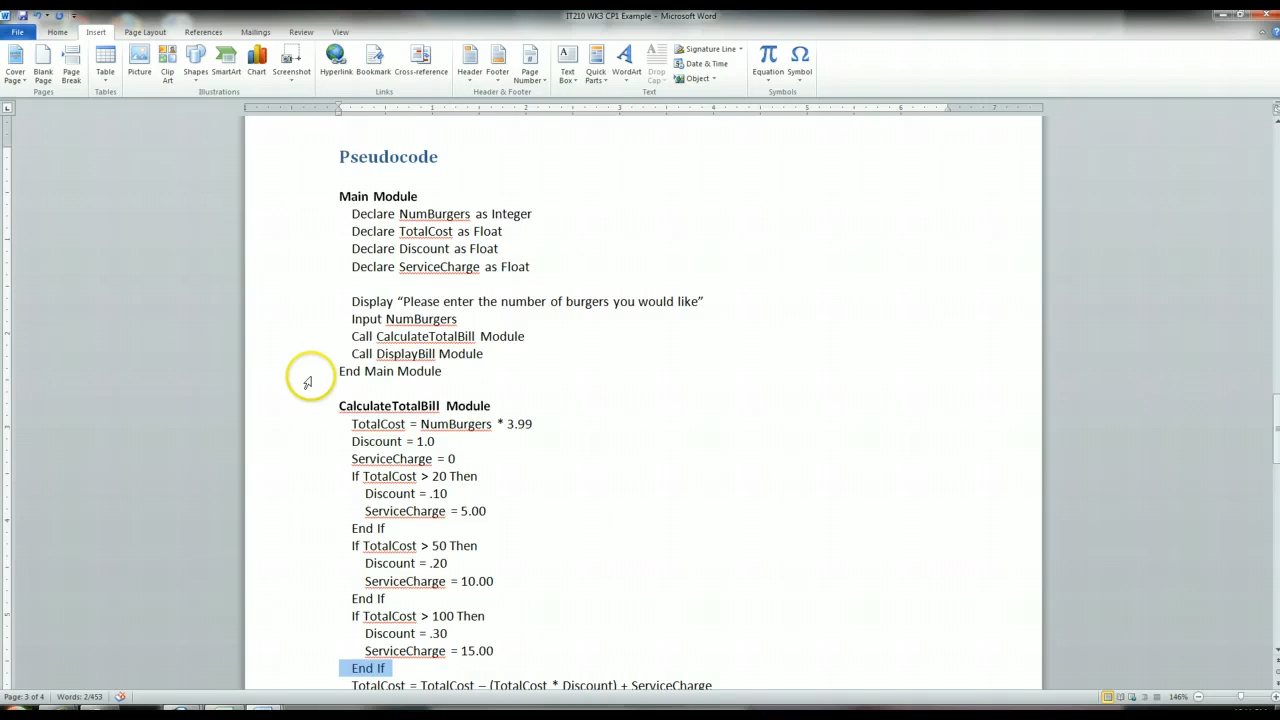 IT210 WK3 CP1 Example - Microsoft Word
File Home Insert Page Layout References Mailings Review View
Cover Page Blank Page Page Break Table Picture Clip Art Shapes SmartArt Chart Screenshot Hyperlink Bookmark Cross-reference Header Footer Page Number Text Box Quick Parts WordArt Drop Cap Signature Line Date & Time Object Equation Symbol
Pages Tables Illustrations Links Header & Footer Text Symbols
1 2 3 4 5 6 7
Pseudocode
Main Module
Declare NumBurgers as Integer
Declare TotalCost as Float
Declare Discount as Float
Declare ServiceCharge as Float
Display “Please enter the number of burgers you would like”
Input NumBurgers
Call CalculateTotalBill Module
Call DisplayBill Module
End Main Module
CalculateTotalBill Module
TotalCost = NumBurgers * 3.99
Discount = 1.0
ServiceCharge = 0
If TotalCost > 20 Then
Discount = .10
ServiceCharge = 5.00
End If
If TotalCost > 50 Then
Discount = .20
ServiceCharge = 10.00
End If
If TotalCost > 100 Then
Discount = .30
ServiceCharge = 15.00
End If
TotalCost = TotalCost – (TotalCost * Discount) + ServiceCharge
Page: 3 of 4 Words: 2/453 146%